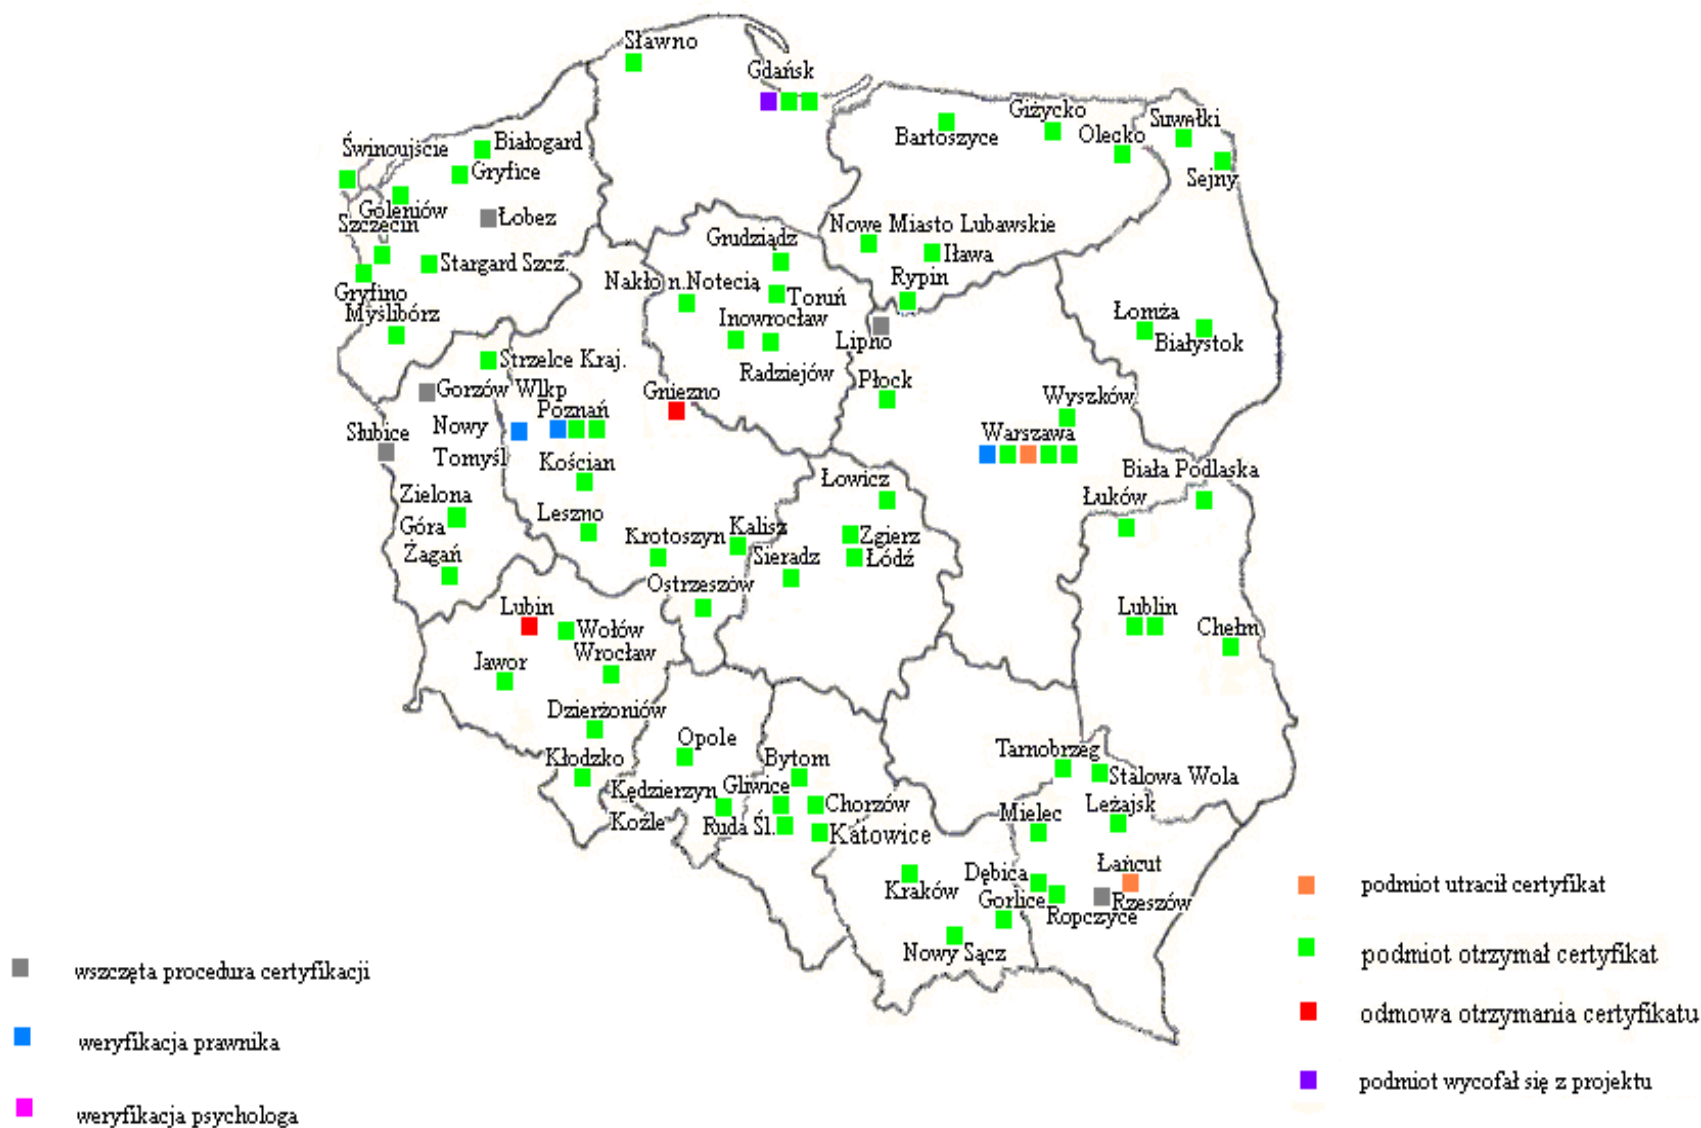 Sławno
Gdańsk
Giżycko
Bartoszyce
Olecko
Suwałki
Sejny
Świnoujście
Białogard
Gryfice
Goleniów
Łobez
Szczecin
Stargard Szcz.
Gryfino
Myślibórz
Nowe Miasto Lubawskie
Iława
Grudziądz
Rypin
Nakło n.Notecią
Toruń
Inowrocław
Lipno
Radziejów
Łomża
Białystok
Strzelce Kraj.
Gorzów Wlkp
Gniezno
Płock
Wyszków
Poznań
Nowy
Tomyśl
Słubice
Warszawa
Kościan
Biała Podlaska
Łowicz
Łuków
Zielona
Góra
Leszno
Krotoszyn
Kalisz
Zgierz
Łódź
Sieradz
Żagań
Ostrzeszów
Lubin
Wołów
Wrocław
Jawor
Lublin
Chełm
Dzierżoniów
Kłodzko
Opole
Kędzierzyn
Koźle
Bytom
Gliwice
Chorzów
Ruda Śl.
Katowice
Tarnobrzeg
Stalowa Wola
Mielec
Leżajsk
Łańcut
Dębica
Kraków
Gorlice
Ropczyce
Rzeszów
Nowy Sącz
wszczęta procedura certyfikacji
weryfikacja prawnika
weryfikacja psychologa
podmiot utracił certyfikat
podmiot otrzymał certyfikat
odmowa otrzymania certyfikatu
podmiot wycofał się z projektu